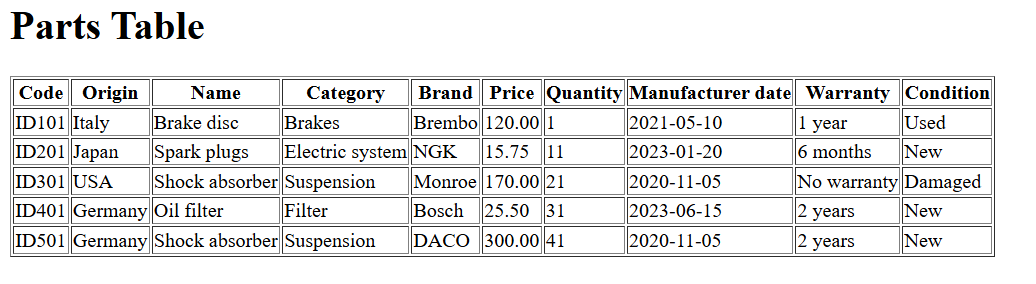 Parts Table
Code Origin Name Category Brand Price Quantity Manufacturer date Warranty Condition
ID101 Italy Brake disc Brakes Brembo 120.00 1 2021-05-10 1 year Used
ID201 Japan Spark plugs Electric system NGK 15.75 11 2023-01-20 6 months New
ID301 USA Shock absorber Suspension Monroe 170.00 21 2020-11-05 No warranty Damaged
ID401 Germany Oil filter Filter Bosch 25.50 31 2023-06-15 2 years New
ID501 Germany Shock absorber Suspension DACO 300.00 41 2020-11-05 2 years New